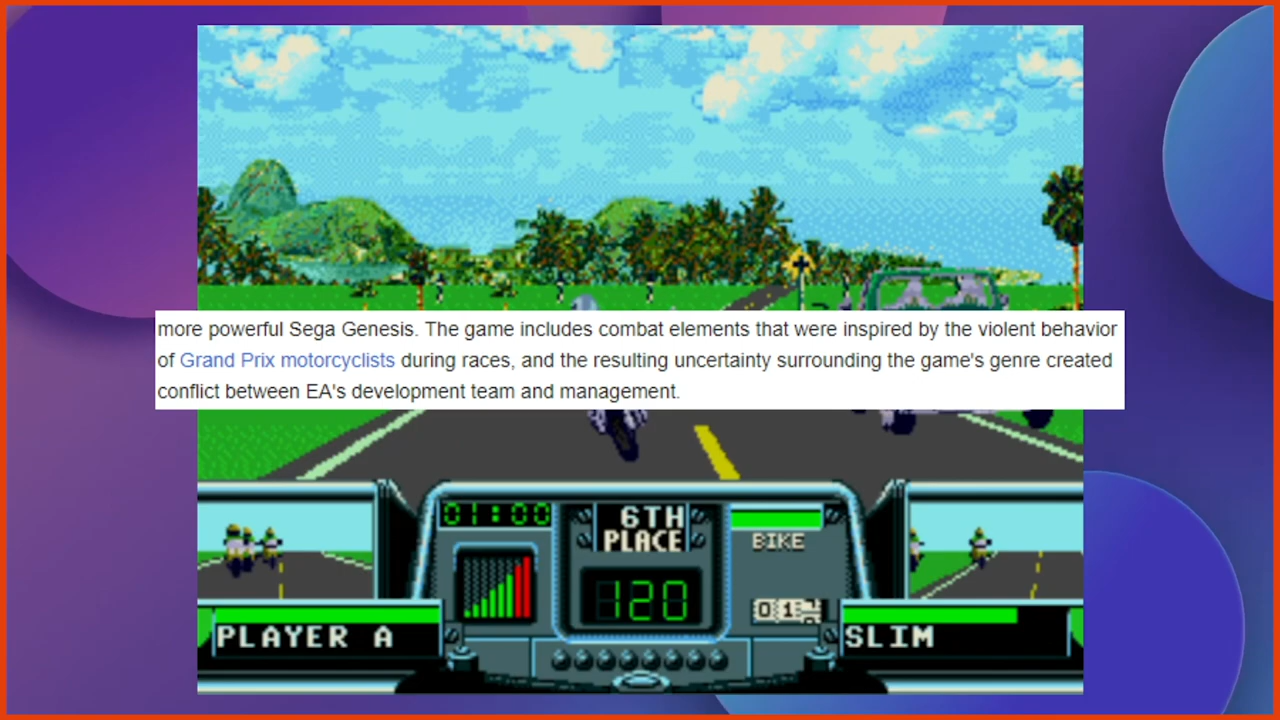 more powerful Sega Genesis. The game includes combat elements that were inspired by the violent behavior
of Grand Prix motorcyclists during races, and the resulting uncertainty surrounding the game's genre created
conflict between EA's development team and management.
01:00
6TH
PLACE
BIKE
120
PLAYER A
SLIM